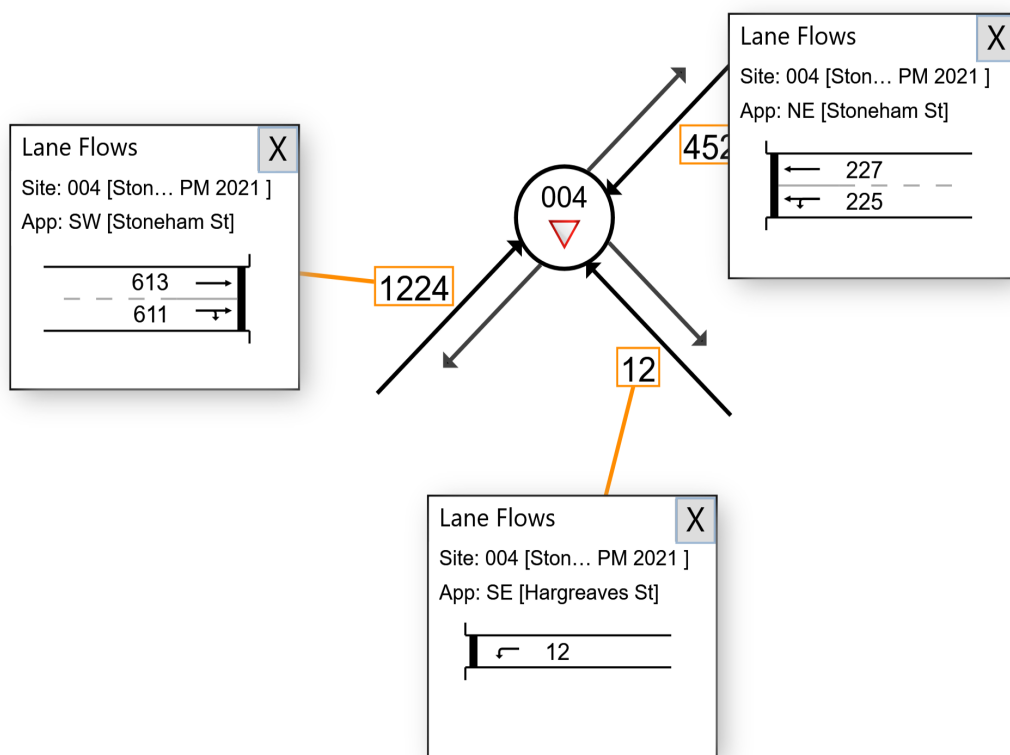 Lane Flows X
Site: 004 [Ston... PM 2021 ]
App: NE [Stoneham St]
227
225
Lane Flows X
Site: 004 [Ston... PM 2021 ]
App: SW [Stoneham St]
613
611
452
004
1224
12
Lane Flows X
Site: 004 [Ston... PM 2021 ]
App: SE [Hargreaves St]
12